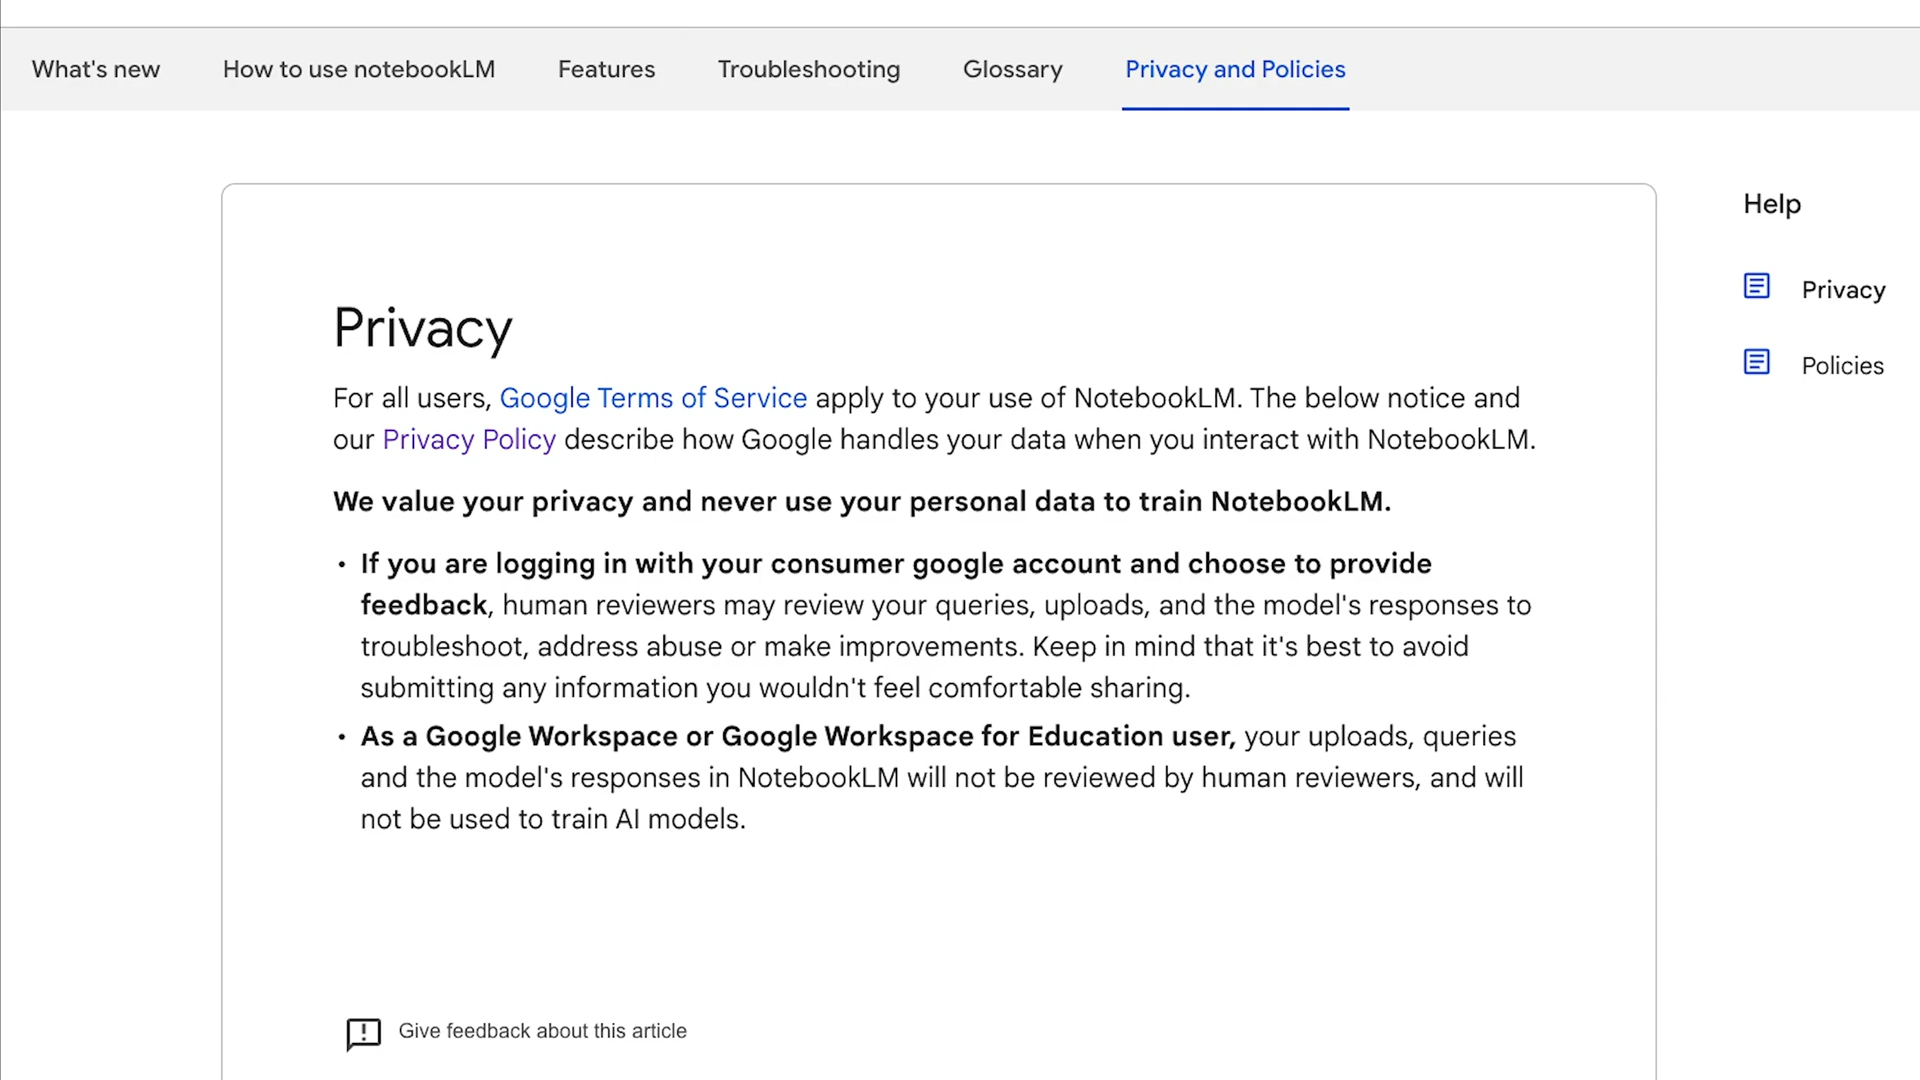 What's new
How to use notebookLM
Features
Troubleshooting
Glossary
Privacy and Policies
Privacy
For all users, Google Terms of Service apply to your use of NotebookLM. The below notice and
our Privacy Policy describe how Google handles your data when you interact with NotebookLM.
We value your privacy and never use your personal data to train NotebookLM.
• If you are logging in with your consumer google account and choose to provide
feedback, human reviewers may review your queries, uploads, and the model's responses to
troubleshoot, address abuse or make improvements. Keep in mind that it's best to avoid
submitting any information you wouldn't feel comfortable sharing.
• As a Google Workspace or Google Workspace for Education user, your uploads, queries
and the model's responses in NotebookLM will not be reviewed by human reviewers, and will
not be used to train AI models.
Give feedback about this article
Help
Privacy
Policies